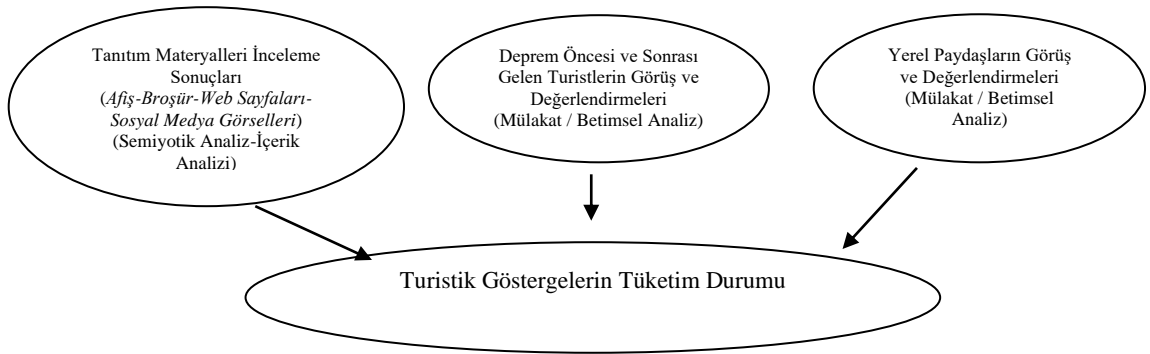 Tanıtım Materyalleri İnceleme
Sonuçları
(Afiş-Broşür-Web Sayfaları-
Sosyal Medya Görselleri)
(Semiyotik Analiz-İçerik
Analizi)
Deprem Öncesi ve Sonrası
Gelen Turistlerin Görüş ve
Değerlendirmeleri
(Mülakat / Betimsel Analiz)
Yerel Paydaşların Görüş
ve Değerlendirmeleri
(Mülakat / Betimsel
Analiz)
Turistik Göstergelerin Tüketim Durumu